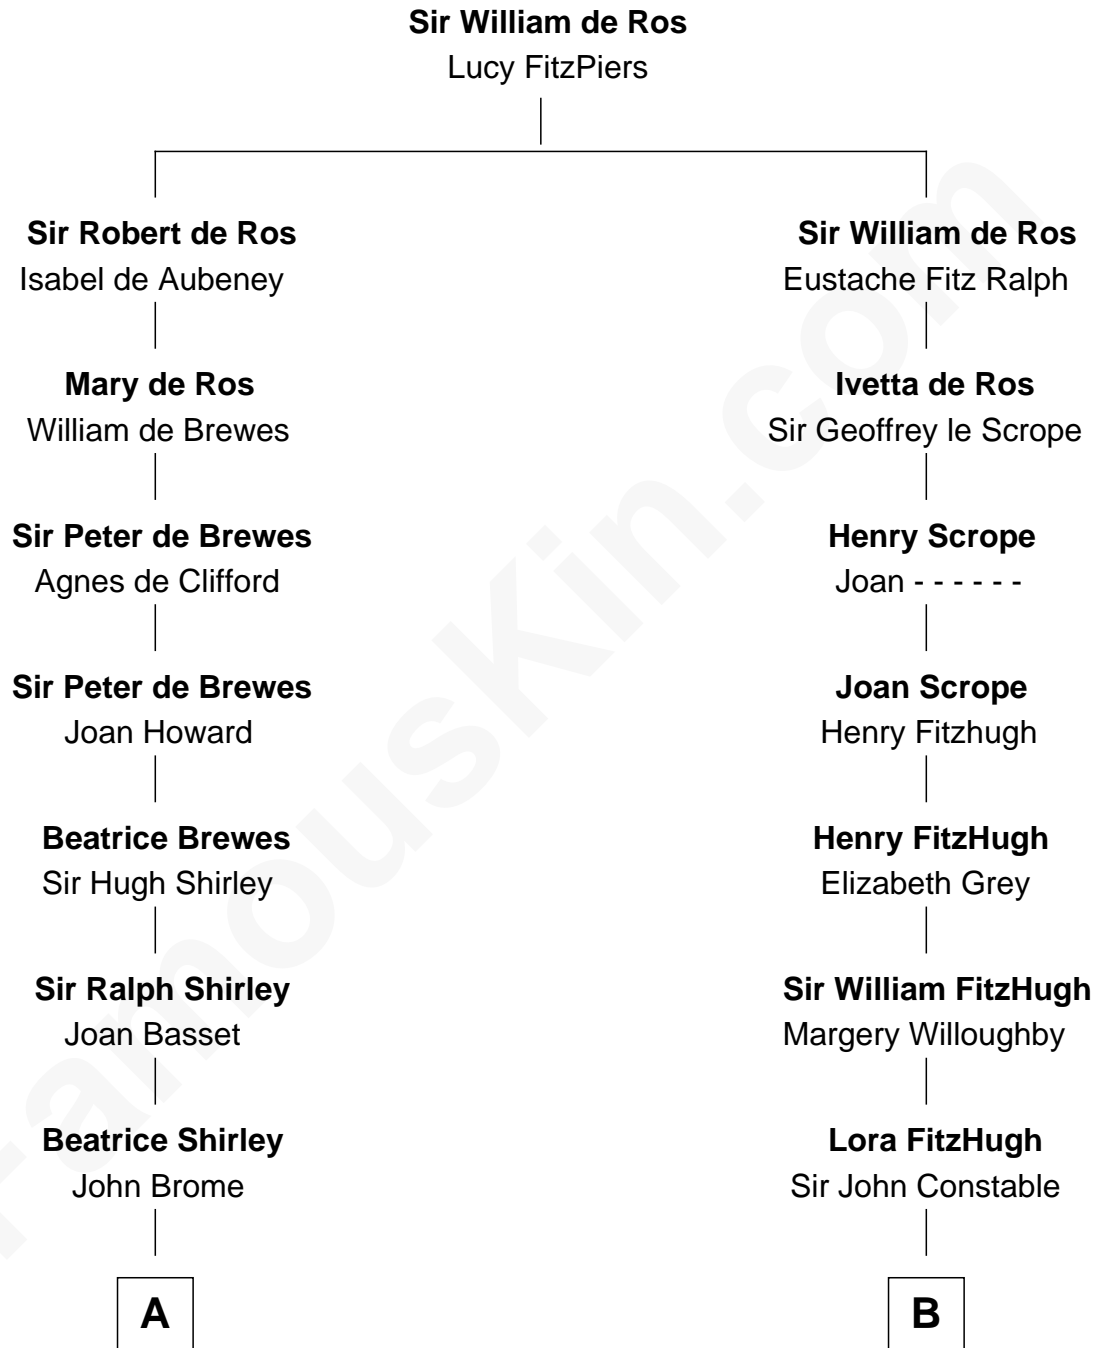 Sir William de Ros
Lucy FitzPiers
Sir Robert de Ros
Isabel de Aubeney
Sir William de Ros
Eustache Fitz Ralph
Mary de Ros
William de Brewes
Ivetta de Ros
Sir Geoffrey le Scrope
Sir Peter de Brewes
Agnes de Clifford
Henry Scrope
Joan - - - - - -
Sir Peter de Brewes
Joan Howard
Joan Scrope
Henry Fitzhugh
Beatrice Brewes
Sir Hugh Shirley
Henry FitzHugh
Elizabeth Grey
Sir Ralph Shirley
Joan Basset
Sir William FitzHugh
Margery Willoughby
Beatrice Shirley
John Brome
Lora FitzHugh
Sir John Constable
A
B
FamousKin.com